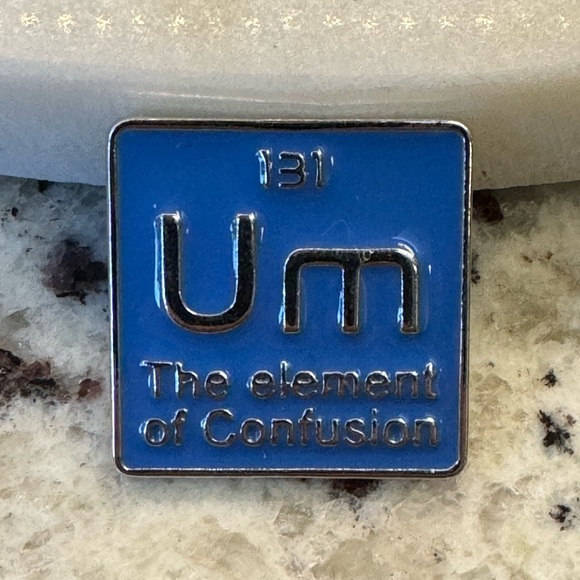 131
Um
The element
of Confusion